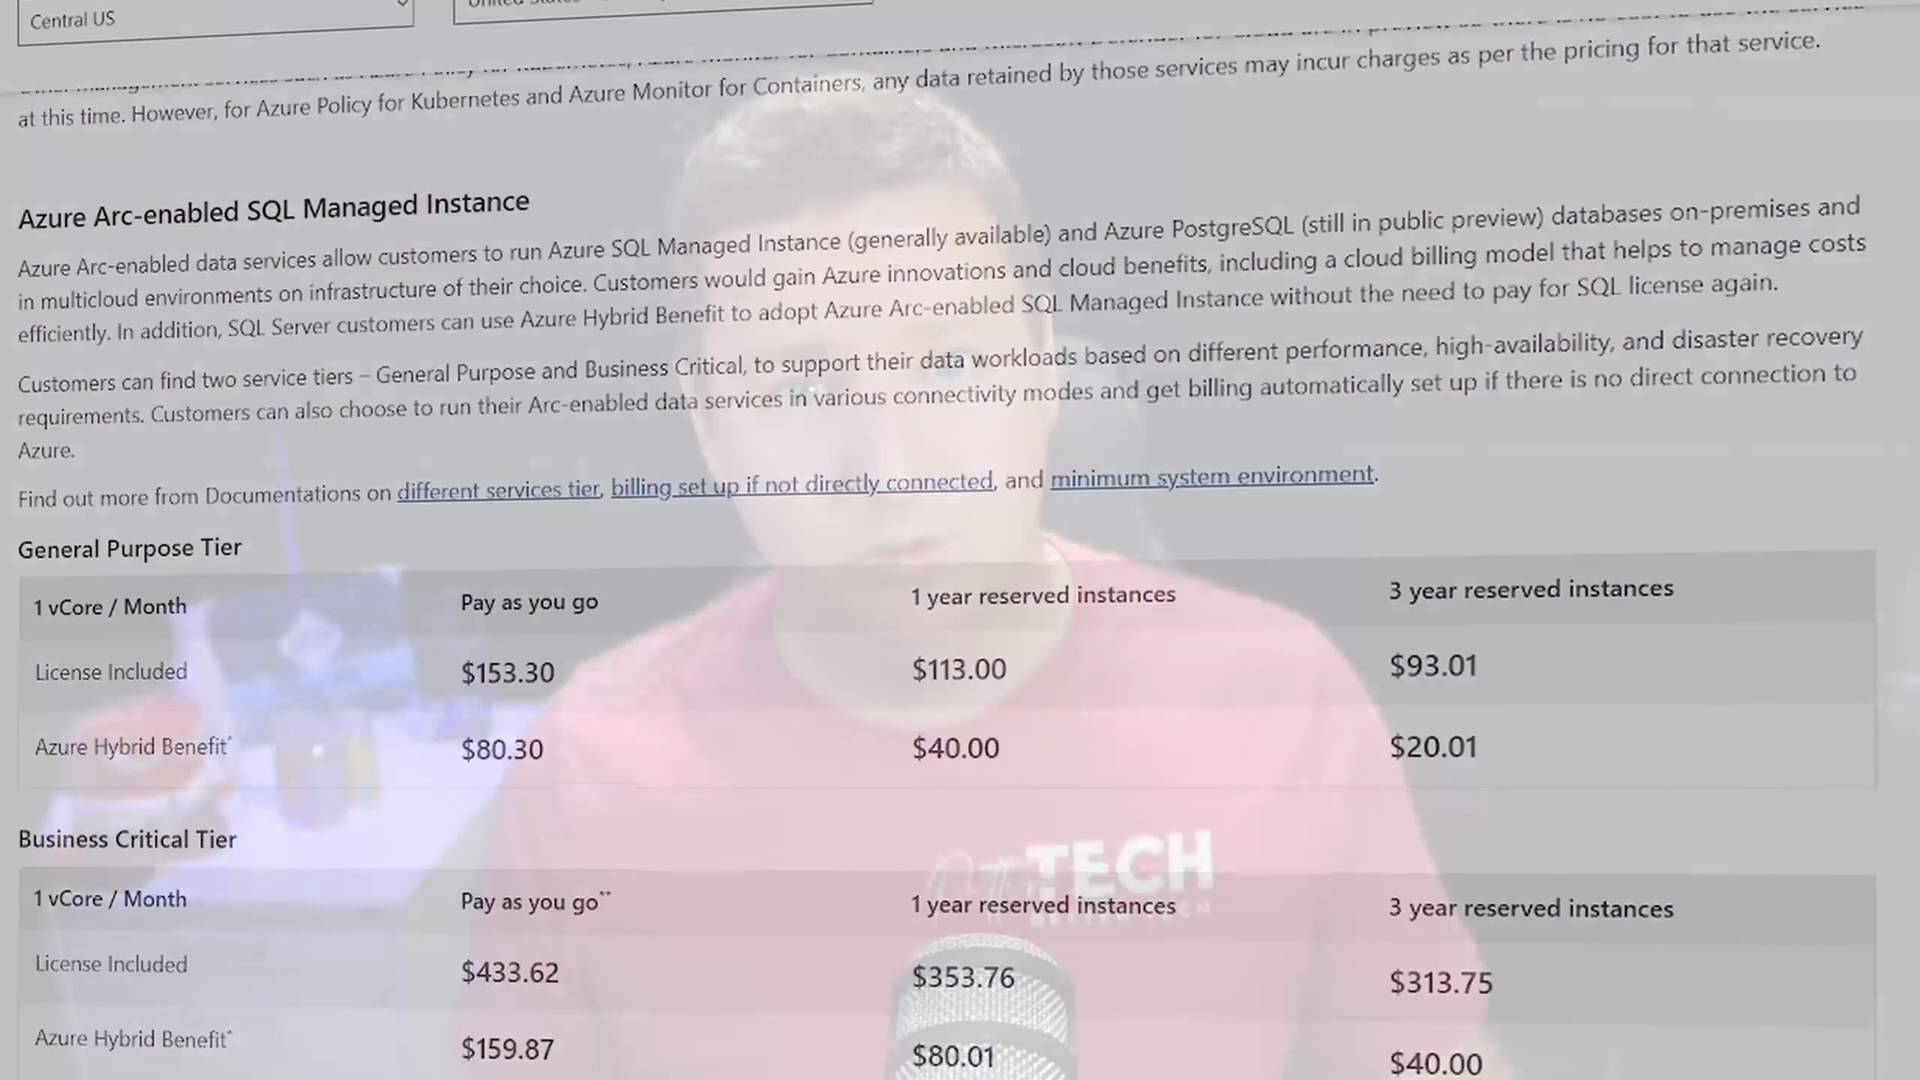 Central US
at this time. However, for Azure Policy for Kubernetes and Azure Monitor for Containers, any data retained by those services may incur charges as per the pricing for that service.
Azure Arc-enabled SQL Managed Instance
Azure Arc-enabled data services allow customers to run Azure SQL Managed Instance (generally available) and Azure PostgreSQL (still in public preview) databases on-premises and
in multicloud environments on infrastructure of their choice. Customers would gain Azure innovations and cloud benefits, including a cloud billing model that helps to manage costs
efficiently. In addition, SQL Server customers can use Azure Hybrid Benefit to adopt Azure Arc-enabled SQL Managed Instance without the need to pay for SQL license again.
Customers can find two service tiers – General Purpose and Business Critical, to support their data workloads based on different performance, high-availability, and disaster recovery
requirements. Customers can also choose to run their Arc-enabled data services in various connectivity modes and get billing automatically set up if there is no direct connection to
Azure.
Find out more from Documentations on different services tier, billing set up if not directly connected, and minimum system environment.
General Purpose Tier
1 vCore / Month Pay as you go 1 year reserved instances 3 year reserved instances
License Included $153.30 $113.00 $93.01
Azure Hybrid Benefit* $80.30 $40.00 $20.01
Business Critical Tier
TECH
1 vCore / Month Pay as you go** 1 year reserved instances 3 year reserved instances
License Included $433.62 $353.76 $313.75
Azure Hybrid Benefit* $159.87 $80.01 $40.00